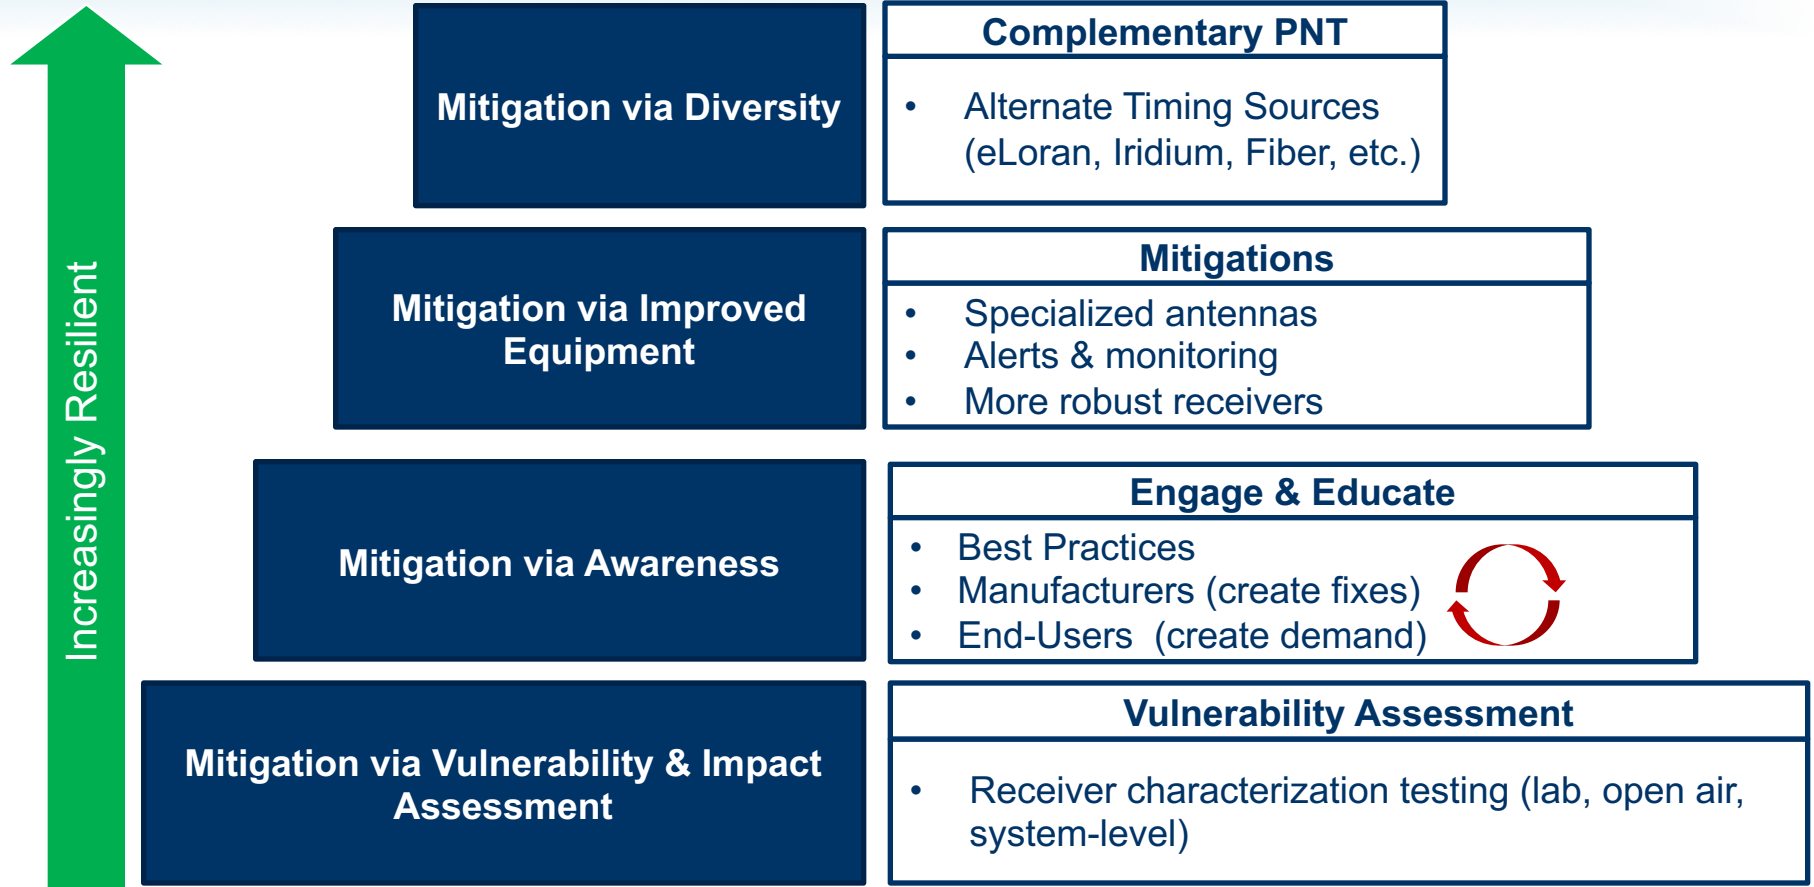 Increasingly Resilient
Mitigation via Diversity
Complementary PNT
• Alternate Timing Sources
(eLoran, Iridium, Fiber, etc.)
Mitigation via Improved
Equipment
Mitigations
• Specialized antennas
• Alerts & monitoring
• More robust receivers
Mitigation via Awareness
Engage & Educate
• Best Practices
• Manufacturers (create fixes)
• End-Users (create demand)
Mitigation via Vulnerability & Impact
Assessment
Vulnerability Assessment
• Receiver characterization testing (lab, open air,
system-level)